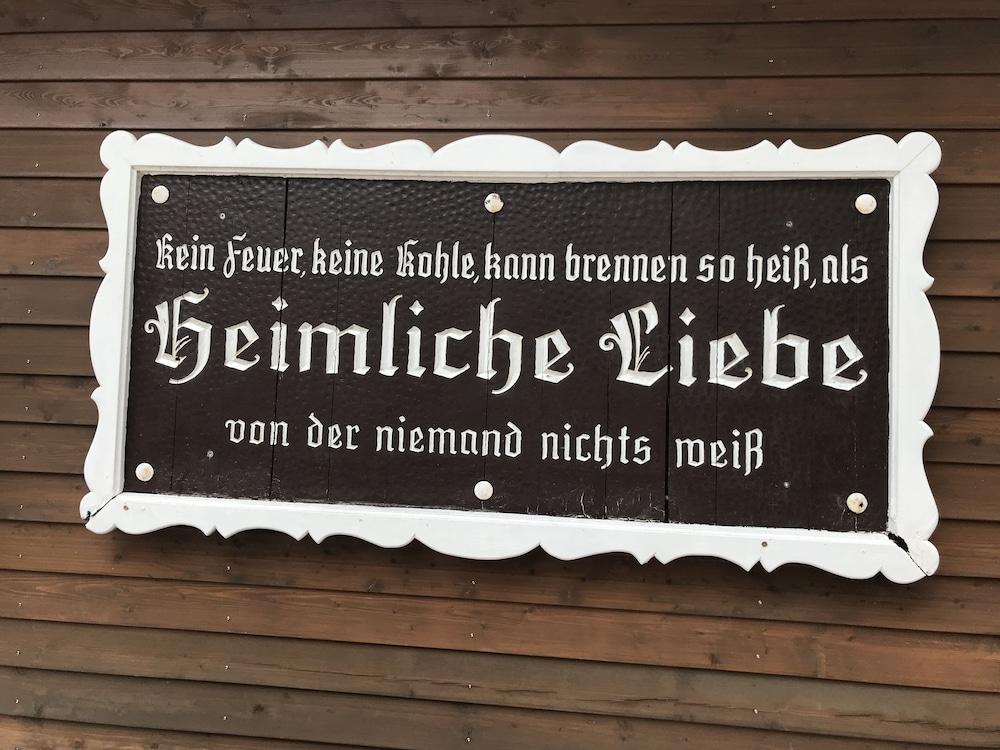 Kein Feuer, keine Kohle, kann brennen so heiß, als
Heimliche Liebe
von der niemand nichts weiß